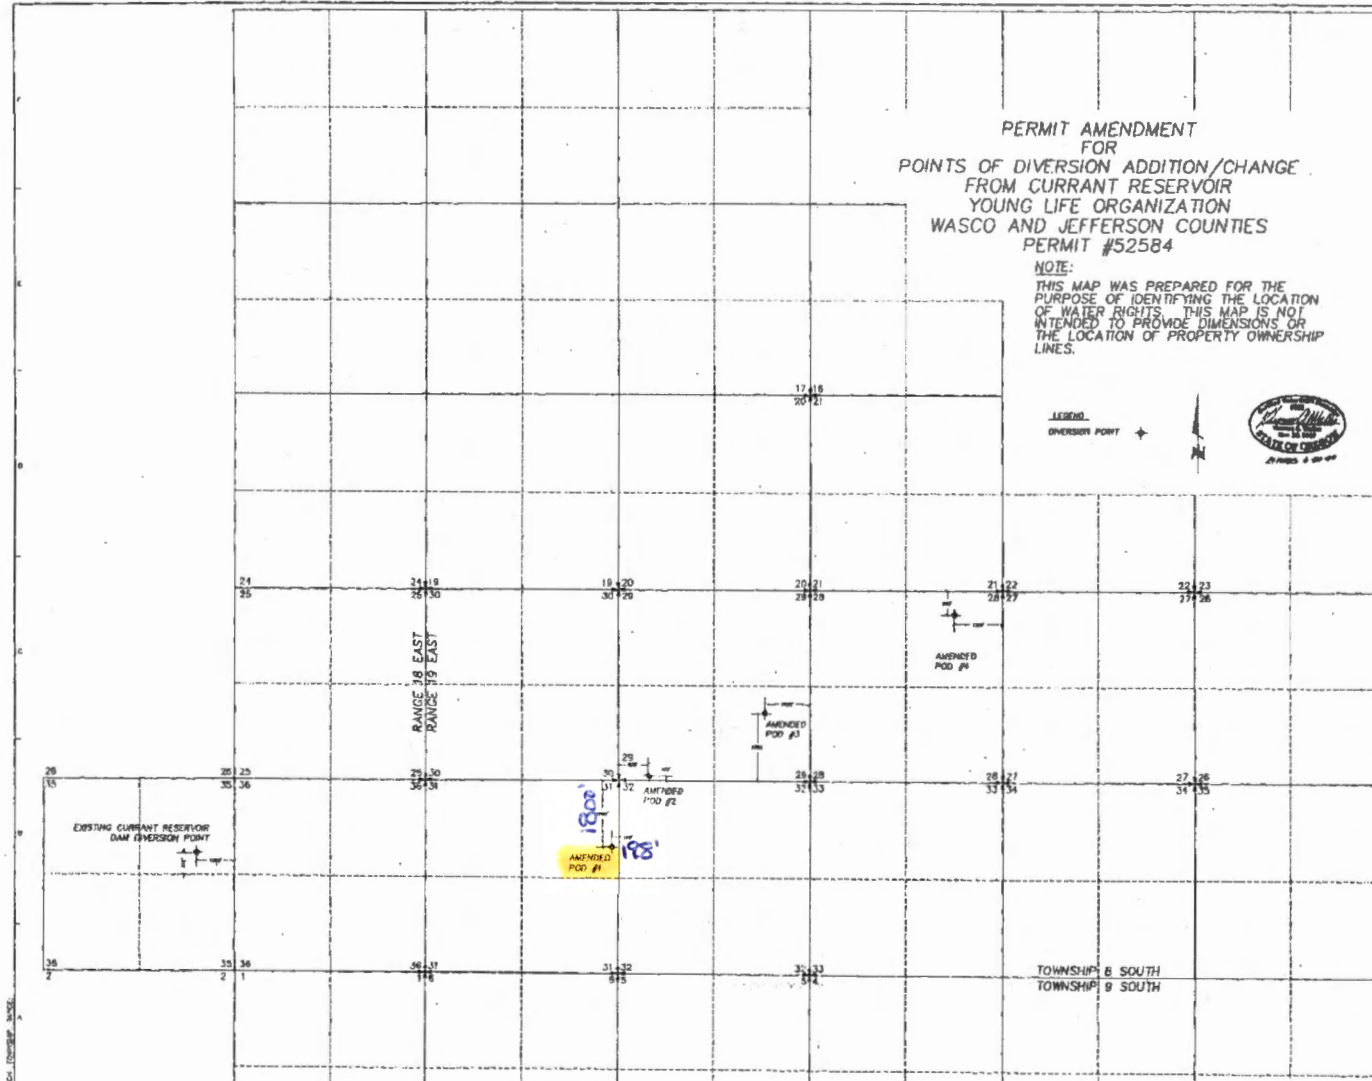 PERMIT AMENDMENT
FOR
POINTS OF DIVERSION ADDITION/CHANGE
FROM CURRANT RESERVOIR
YOUNG LIFE ORGANIZATION
WASCO AND JEFFERSON COUNTIES
PERMIT #52584
NOTE:
THIS MAP WAS PREPARED FOR THE
PURPOSE OF IDENTIFYING THE LOCATION
OF WATER RIGHTS. THIS MAP IS NOT
INTENDED TO PROVIDE DIMENSIONS OR
THE LOCATION OF PROPERTY OWNERSHIP
LINES.
17 16
20 21
LEGEND
DIVERSION POINT
N
STATE OF OREGON
24 24 19 19 20 20 21 21 22 22 23
25 25 30 30 29 29 28 28 27 27 26
RANGE 18 EAST
RANGE 19 EAST
AMENDED
POD #4
AMENDED
POD #3
29
26 26 25 30 30 29 28 28 27 27 26
35 35 36 36 31 31 32 32 33 33 34 34 35
AMENDED
POD #2
1800'
EXISTING CURRANT RESERVOIR
DAM DIVERSION POINT
198'
AMENDED
POD #1
36 35 36 36 31 31 32 32 33
2 2 1
TOWNSHIP 8 SOUTH
TOWNSHIP 9 SOUTH